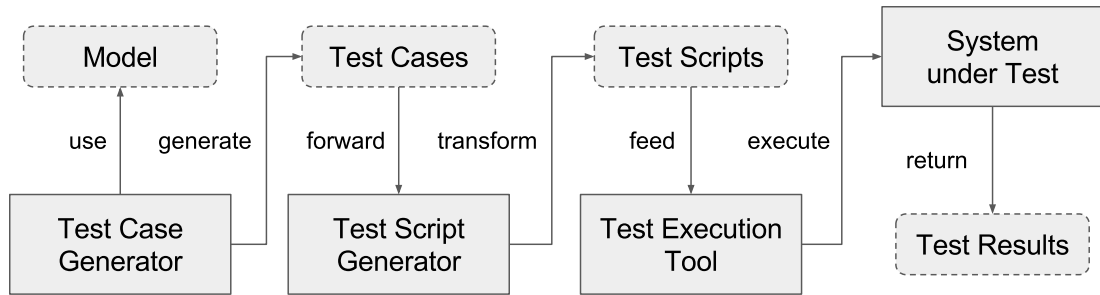 Model
Test Cases
Test Scripts
System
under Test
use
generate
forward
transform
feed
execute
return
Test Case
Generator
Test Script
Generator
Test Execution
Tool
Test Results